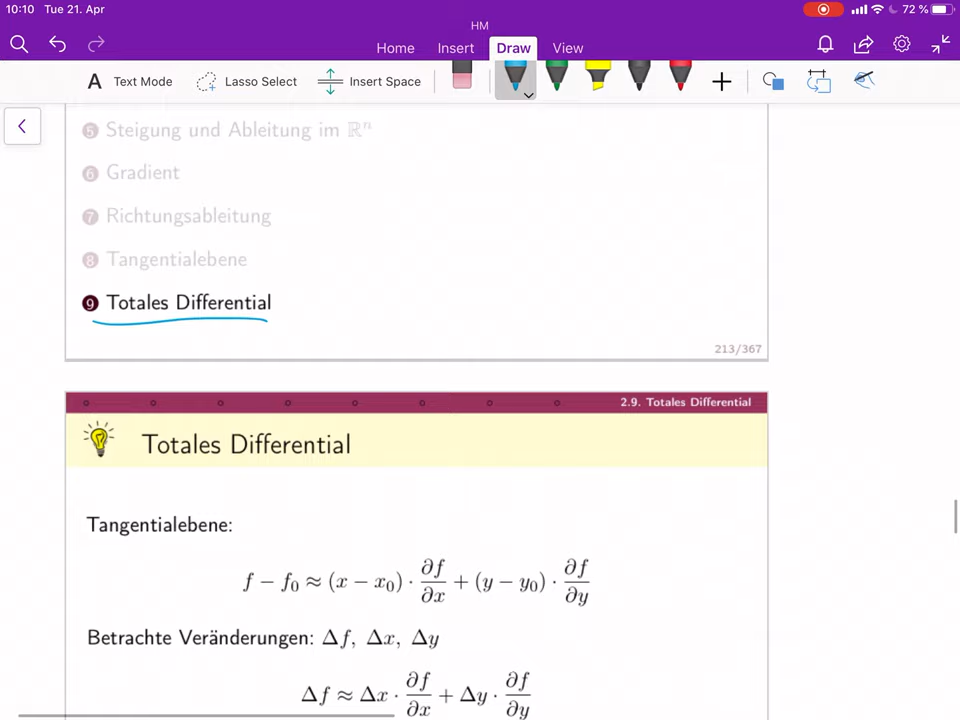 10:10 Tue 21. Apr 72 %
HM
Home Insert Draw View
A Text Mode Lasso Select Insert Space
5 Steigung und Ableitung im ℝⁿ
6 Gradient
7 Richtungsableitung
8 Tangentialebene
9 Totales Differential
213/367
2.9. Totales Differential
Totales Differential
Tangentialebene:
f − f₀ ≈ (x − x₀) · ∂f/∂x + (y − y₀) · ∂f/∂y
Betrachte Veränderungen: Δf, Δx, Δy
Δf ≈ Δx · ∂f/∂x + Δy · ∂f/∂y